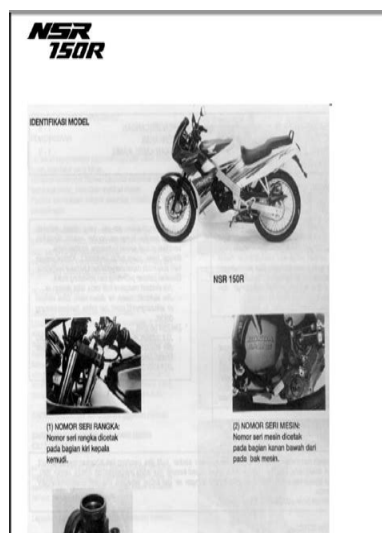 NSR
150R
IDENTIFIKASI MODEL
NSR 150R
HONDA
(1) NOMOR SERI RANGKA:
Nomor seri rangka dicetak
pada bagian kiri kepala
kemudi.
(2) NOMOR SERI MESIN:
Nomor seri mesin dicetak
pada bagian kanan bawah dari
pada bak mesin.